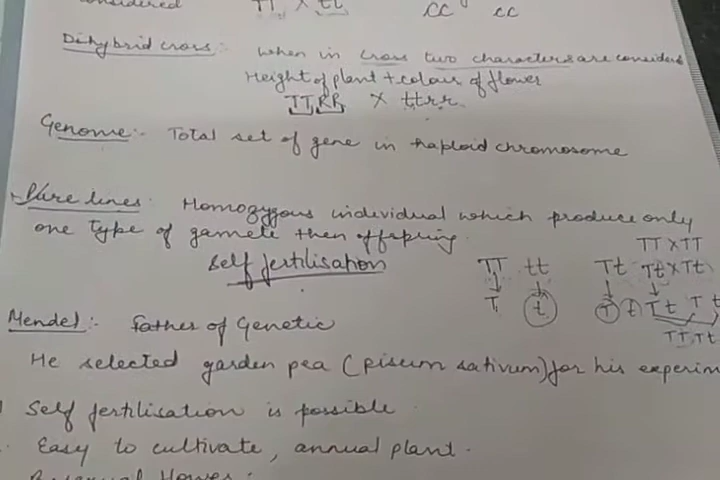 considered TT X tt CC cc
Dihybrid cross:- When in cross two characters are considered
Height of plant + colour of flower
TTRR X ttrr
Genome:- Total set of gene in haploid chromosome
Pure lines: Homozygous individual which produce only
one type of gamete then offspring
TT X TT
Self fertilisation TT tt Tt Tt X Tt
T t T t T t T t
TT, Tt
Mendel:- Father of Genetic
He selected garden pea (Pisum sativum) for his experim
Self fertilisation is possible
Easy to cultivate, annual plant.